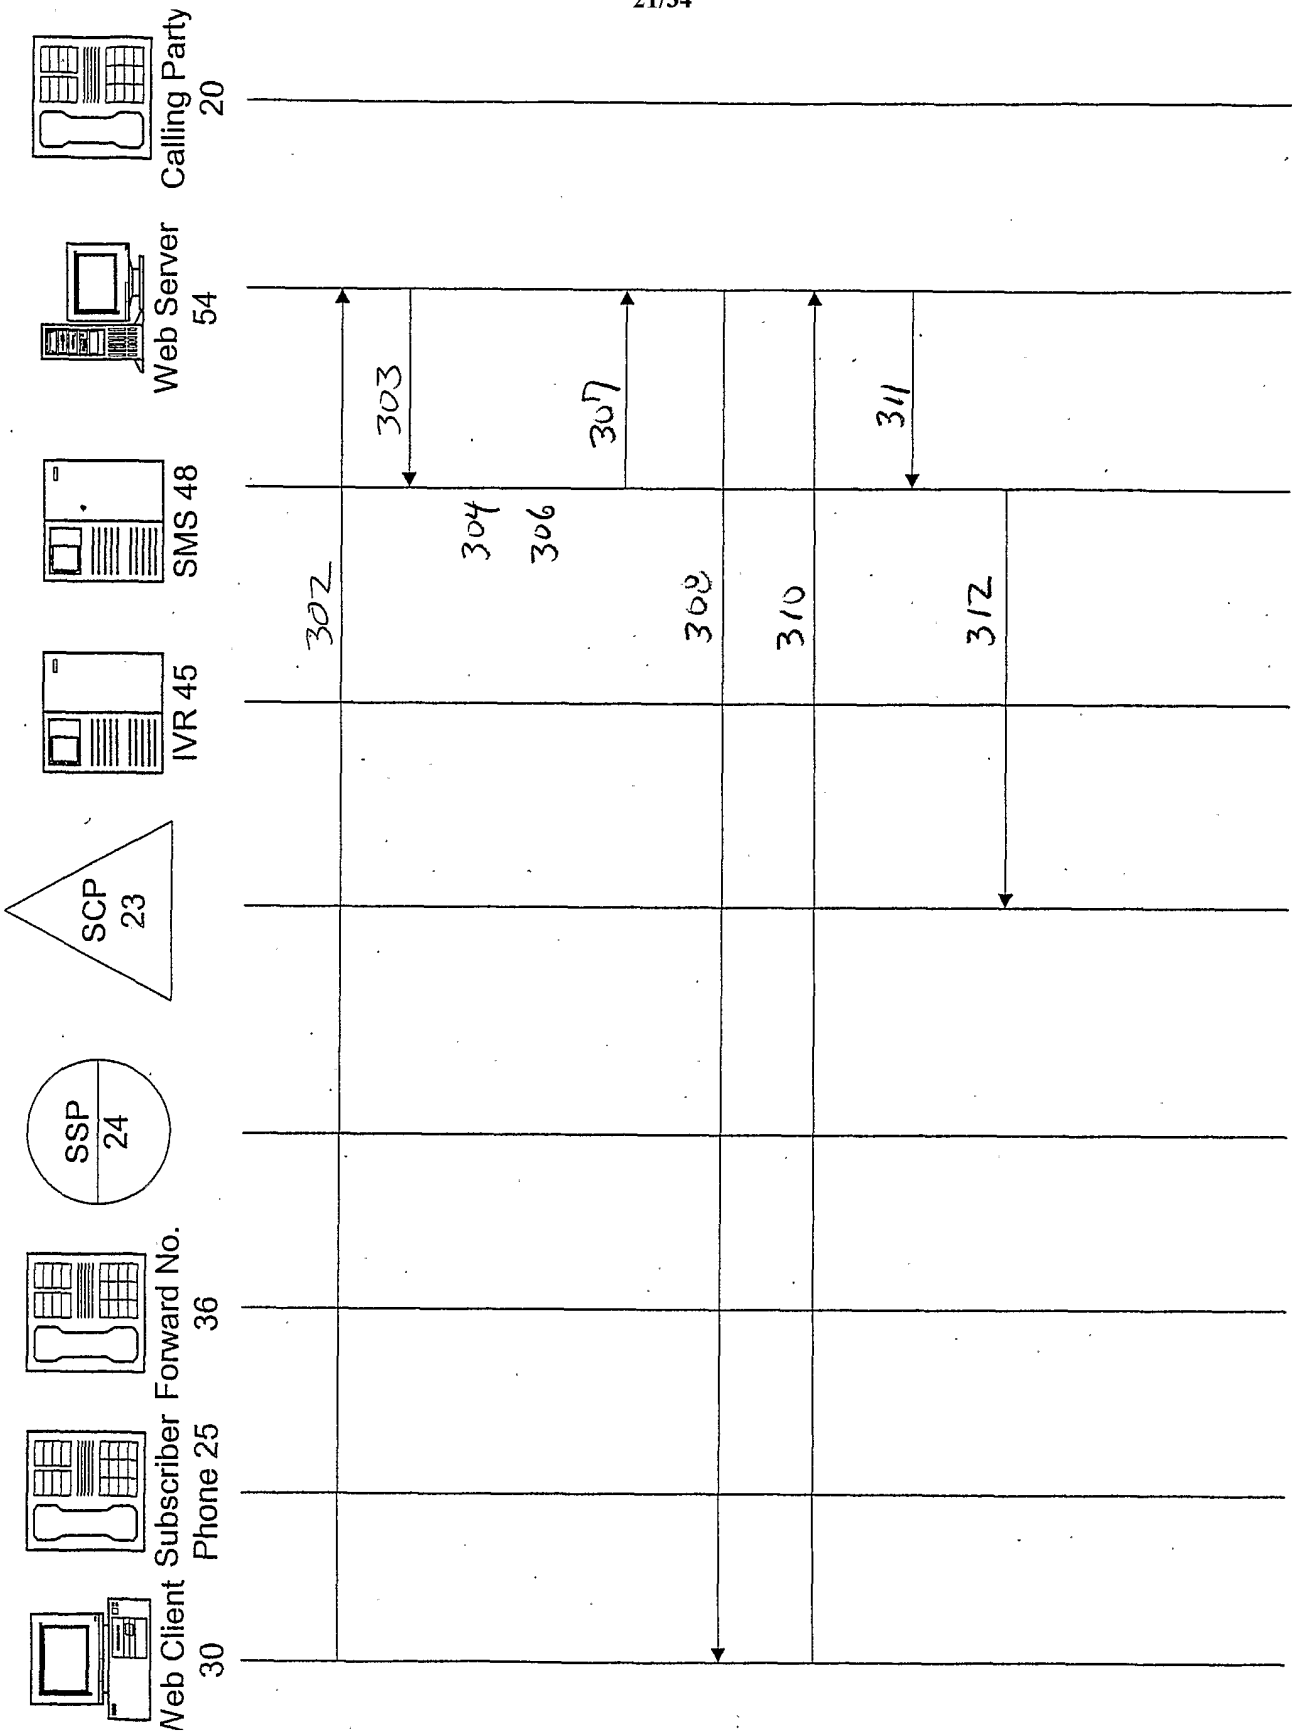 21/34
Web Client
30
Subscriber
Phone 25
Forward No.
36
SSP
24
SCP
23
IVR 45
SMS 48
Web Server
54
Calling Party
20
302
303
304
306
307
308
310
311
312